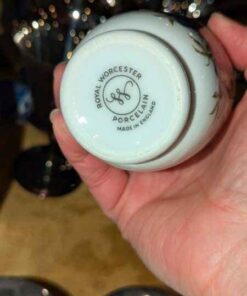 ROYAL WORCESTER
PORCELAIN
MADE IN ENGLAND